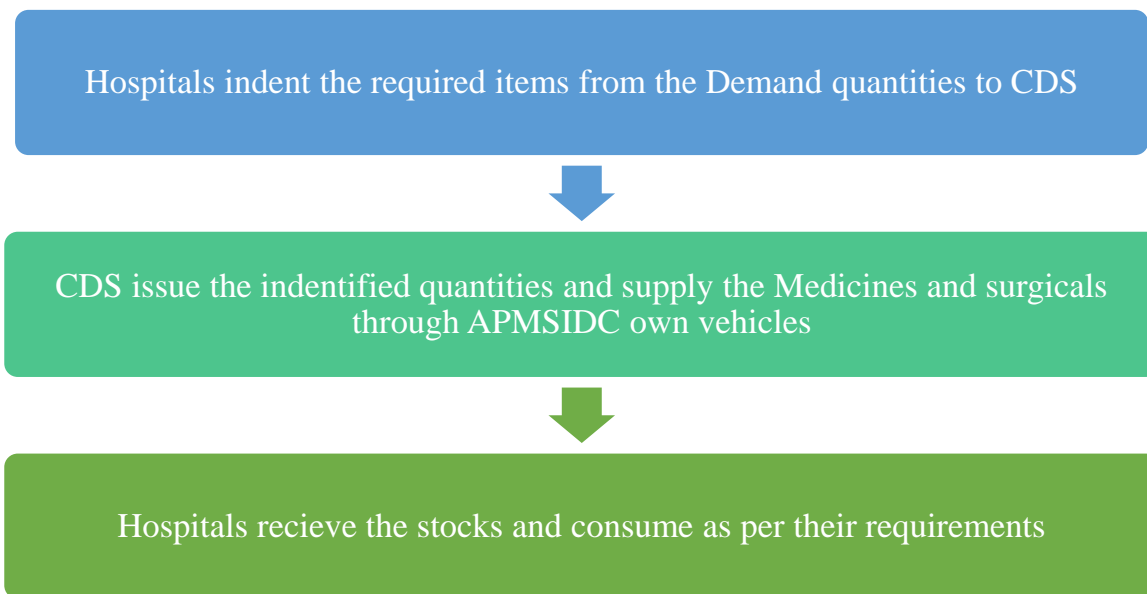 Hospitals indent the required items from the Demand quantities to CDS
CDS issue the indentified quantities and supply the Medicines and surgicals
through APMSIDC own vehicles
Hospitals recieve the stocks and consume as per their requirements